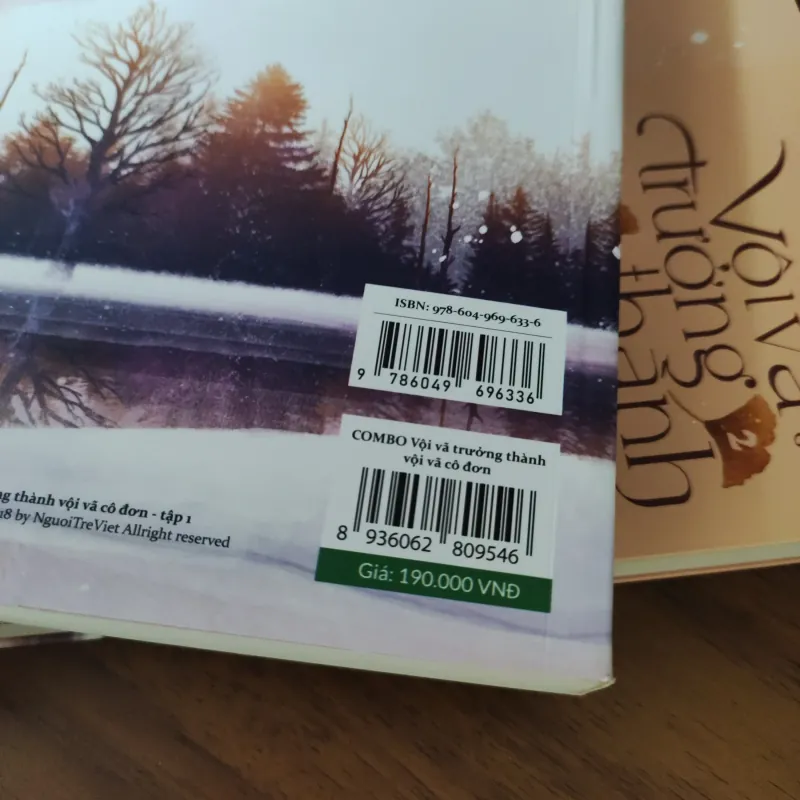 ISBN: 978-604-969-633-6
9 786049 696336
COMBO Vội vã trưởng thành
vội vã cô đơn
8 936062 809546
Giá: 190.000 VNĐ
thành vội vã cô đơn - tập 1
by NguoiTreViet Allright reserved
Vội vã
trưởng
thành
2